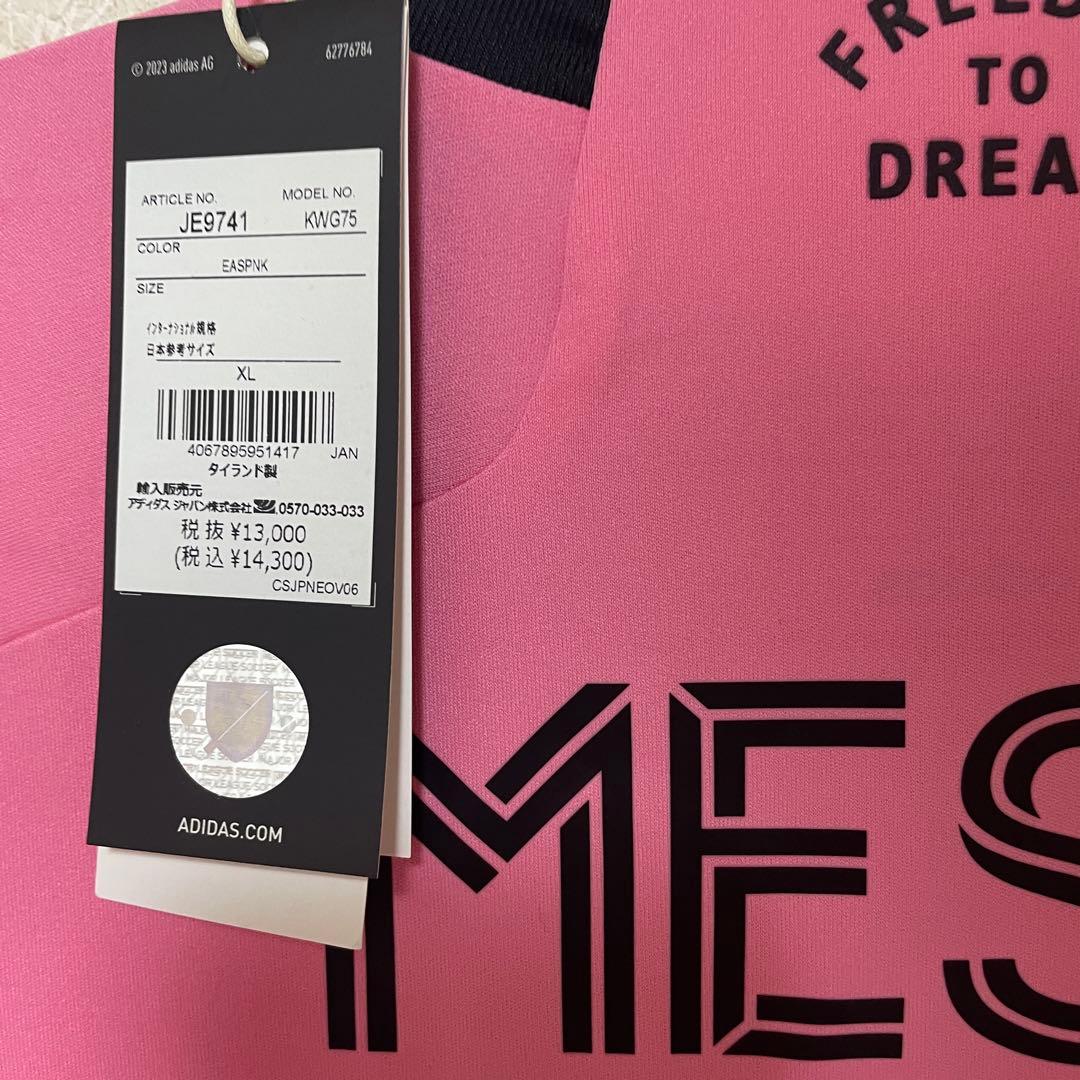 © 2023 adidas AG
62776784
ARTICLE NO.
MODEL NO.
JE9741
KWG75
COLOR
EASPNK
SIZE
インターナショナル規格
日本参考サイズ
XL
4067895951417 JAN
タイランド製
輸入販売元
アディダス ジャパン株式会社 0570-033-033
税抜 ¥13,000
(税込 ¥14,300)
CSJPNEOV06
MAJOR LEAGUE SOCCER
ADIDAS.COM
TO
DREA
MES